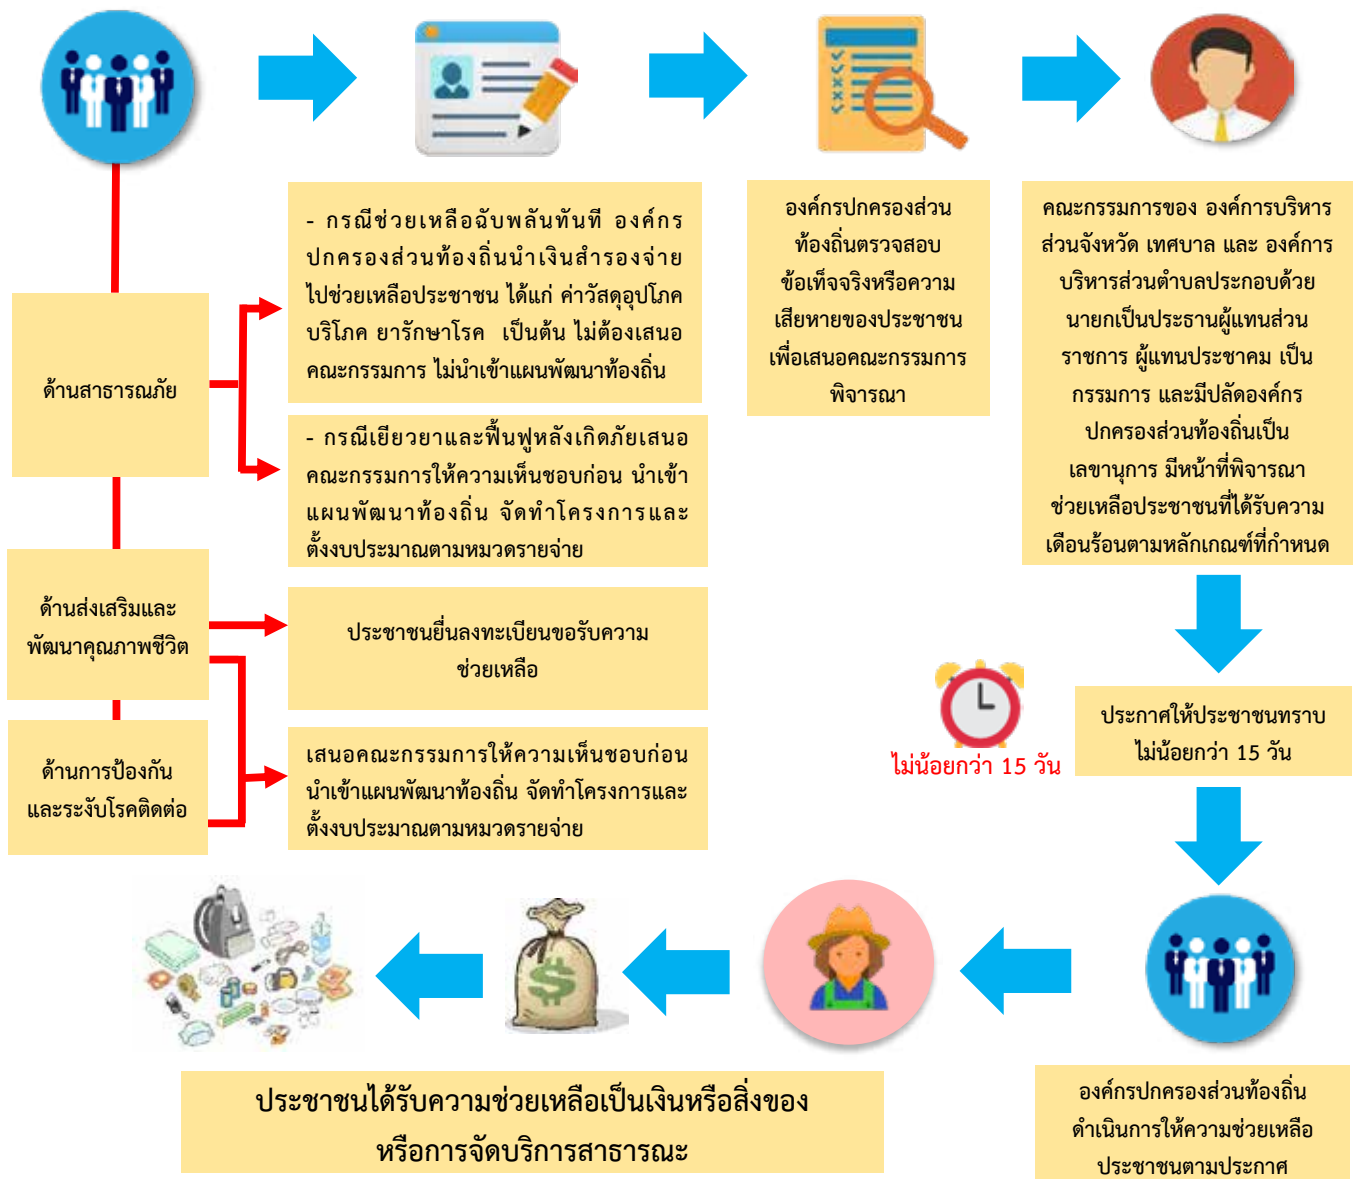 - กรณีช่วยเหลือฉับพลันทันที องค์กร
ปกครองส่วนท้องถิ่นนำเงินสำรองจ่าย
ไปช่วยเหลือประชาชน ได้แก่ ค่าวัสดุอุปโภค
บริโภค ยารักษาโรค เป็นต้น ไม่ต้องเสนอ
คณะกรรมการ ไม่นำเข้าแผนพัฒนาท้องถิ่น
องค์กรปกครองส่วน
ท้องถิ่นตรวจสอบ
ข้อเท็จจริงหรือความ
เสียหายของประชาชน
เพื่อเสนอคณะกรรมการ
พิจารณา
คณะกรรมการของ องค์การบริหาร
ส่วนจังหวัด เทศบาล และ องค์การ
บริหารส่วนตำบลประกอบด้วย
นายกเป็นประธานผู้แทนส่วน
ราชการ ผู้แทนประชาคม เป็น
กรรมการ และมีปลัดองค์กร
ปกครองส่วนท้องถิ่นเป็น
เลขานุการ มีหน้าที่พิจารณา
ช่วยเหลือประชาชนที่ได้รับความ
เดือนร้อนตามหลักเกณฑ์ที่กำหนด
ด้านสาธารณภัย
- กรณีเยียวยาและฟื้นฟูหลังเกิดภัยเสนอ
คณะกรรมการให้ความเห็นชอบก่อน นำเข้า
แผนพัฒนาท้องถิ่น จัดทำโครงการและ
ตั้งงบประมาณตามหมวดรายจ่าย
ด้านส่งเสริมและ
พัฒนาคุณภาพชีวิต
ประชาชนยื่นลงทะเบียนขอรับความ
ช่วยเหลือ
ด้านการป้องกัน
และระงับโรคติดต่อ
เสนอคณะกรรมการให้ความเห็นชอบก่อน
นำเข้าแผนพัฒนาท้องถิ่น จัดทำโครงการและ
ตั้งงบประมาณตามหมวดรายจ่าย
ไม่น้อยกว่า 15 วัน
ประกาศให้ประชาชนทราบ
ไม่น้อยกว่า 15 วัน
$
องค์กรปกครองส่วนท้องถิ่น
ดำเนินการให้ความช่วยเหลือ
ประชาชนตามประกาศ
ประชาชนได้รับความช่วยเหลือเป็นเงินหรือสิ่งของ
หรือการจัดบริการสาธารณะ